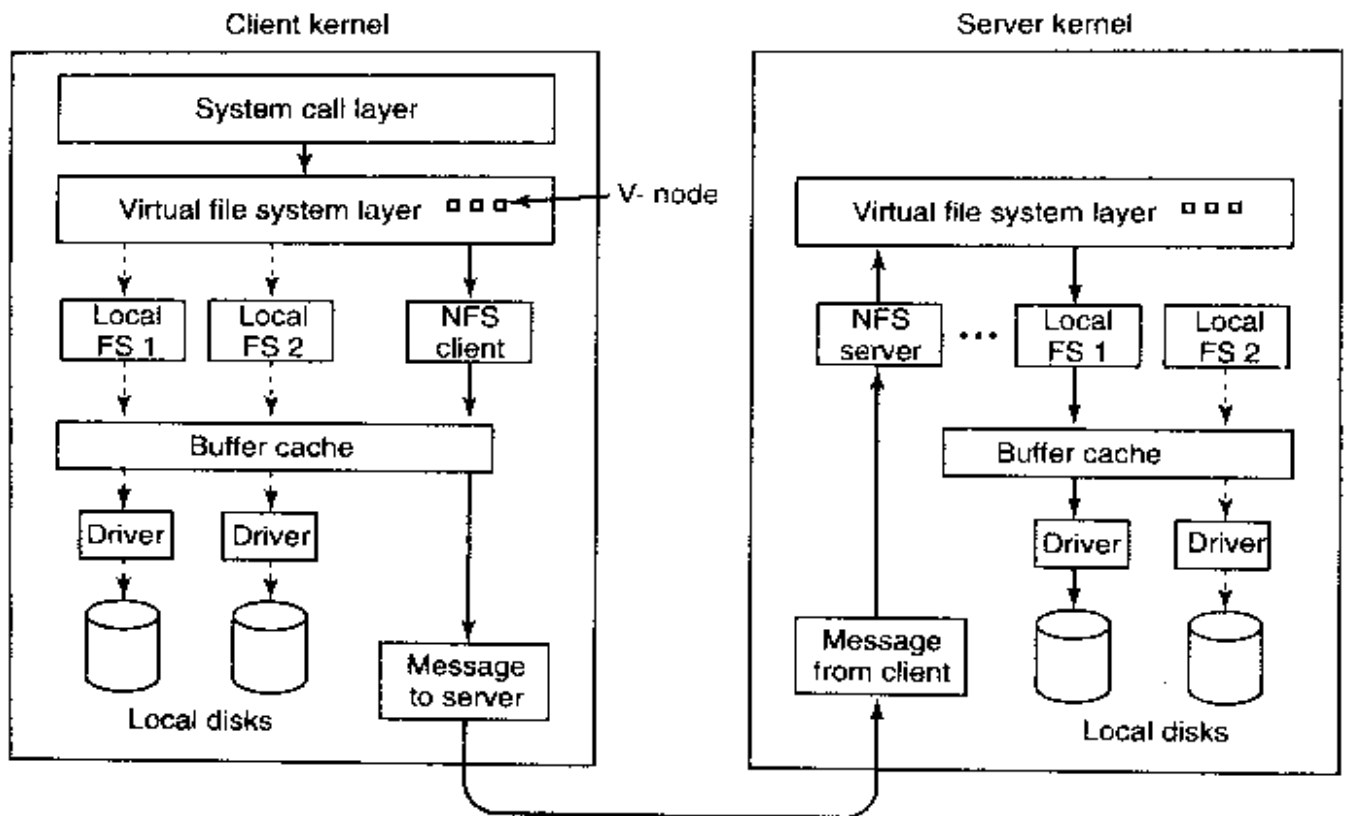 Client kernel
Server kernel
System call layer
Virtual file system layer
V- node
Virtual file system layer
Local
FS 1
Local
FS 2
NFS
client
NFS
server
•••
Local
FS 1
Local
FS 2
Buffer cache
Buffer cache
Driver
Driver
Driver
Driver
Message
to server
Message
from client
Local disks
Local disks